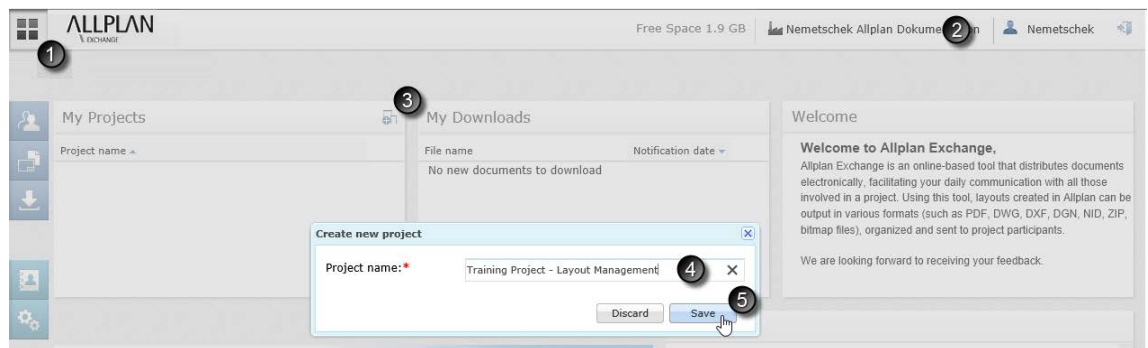 ALLPLAN
EXCHANGE
Free Space 1.9 GB
Nemetschek Allplan Dokume n
2
Nemetschek
1
3
My Projects
My Downloads
Welcome
Project name
File name
Notification date
No new documents to download
Welcome to Allplan Exchange,
Allplan Exchange is an online-based tool that distributes documents
electronically, facilitating your daily communication with all those
involved in a project. Using this tool, layouts created in Allplan can be
output in various formats (such as PDF, DWG, DXF, DGN, NID, ZIP,
bitmap files), organized and sent to project participants.
We are looking forward to receiving your feedback.
Create new project
Project name:*
Training Project - Layout Management
4
5
Discard
Save